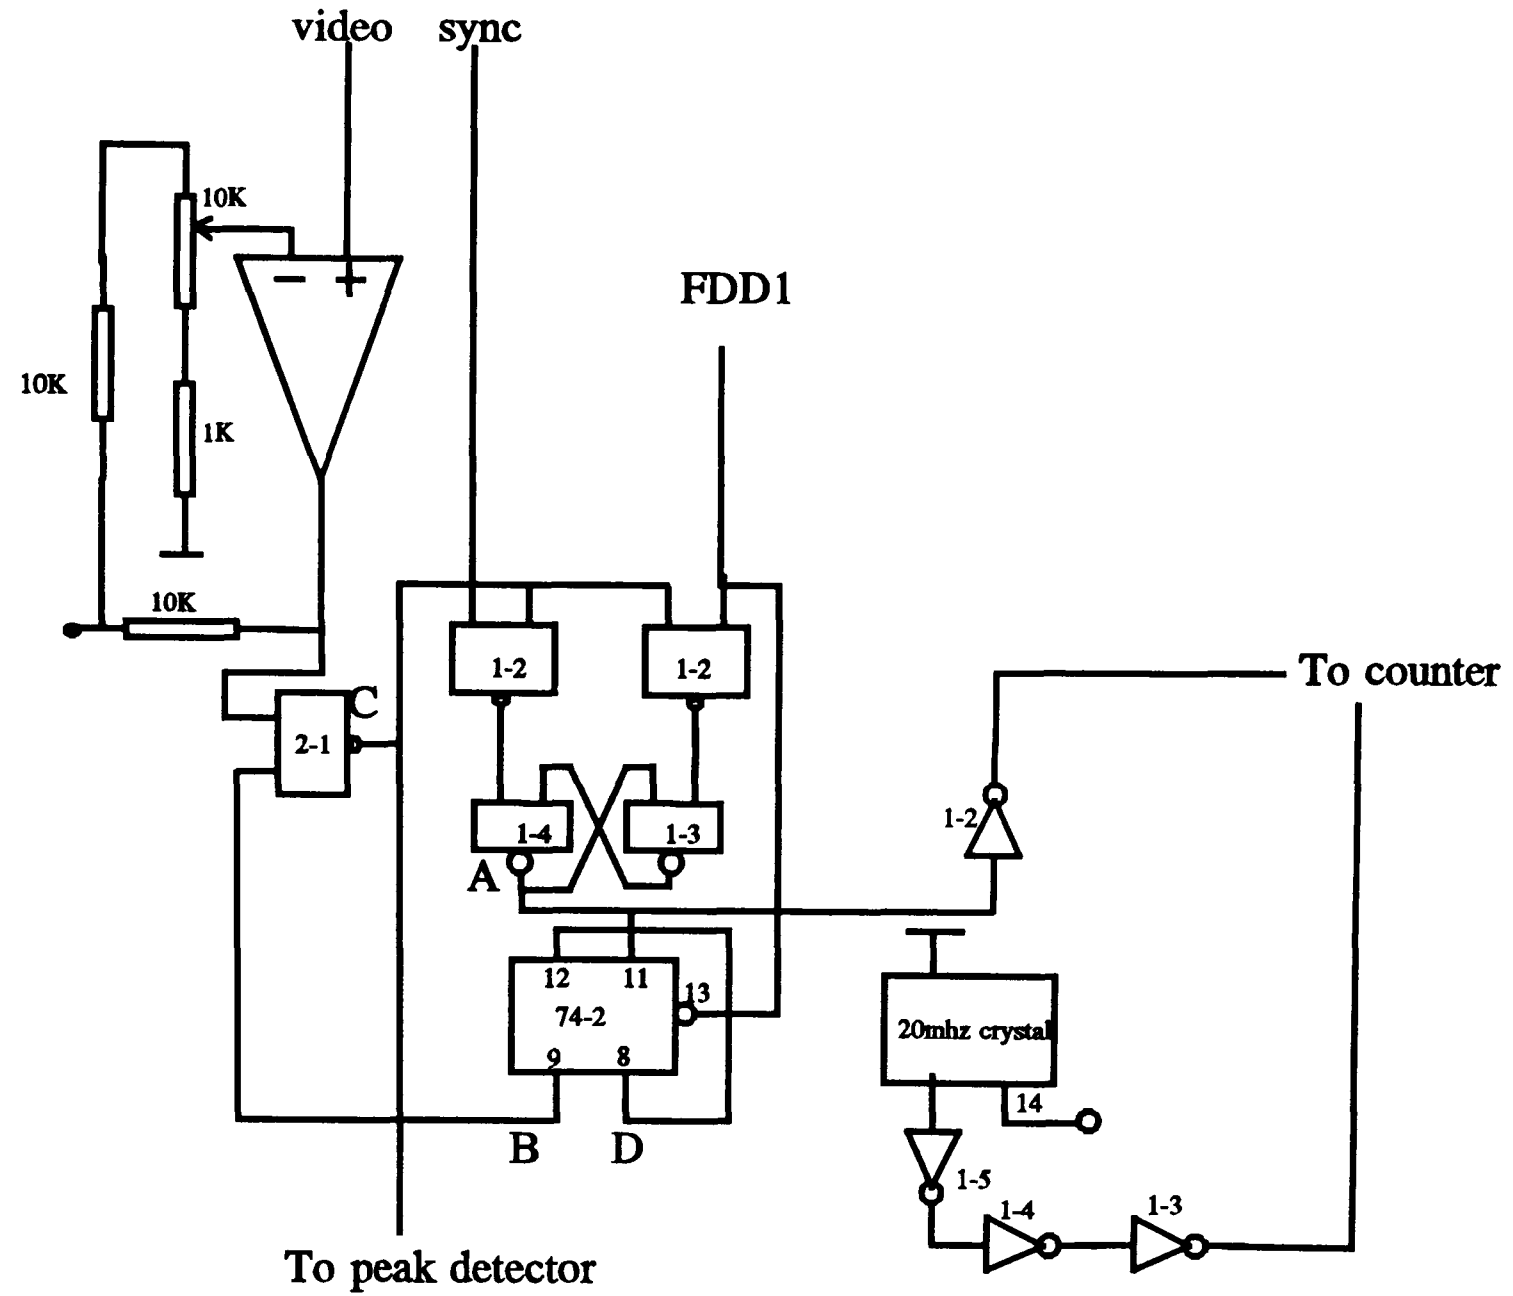 video sync
10K
− +
FDD1
10K
1K
10K
1-2 1-2
C
2-1
To counter
1-4 1-3
1-2
A
12 11
13
74-2
9 8
20mhz crystal
14
B D
1-5
1-4 1-3
To peak detector